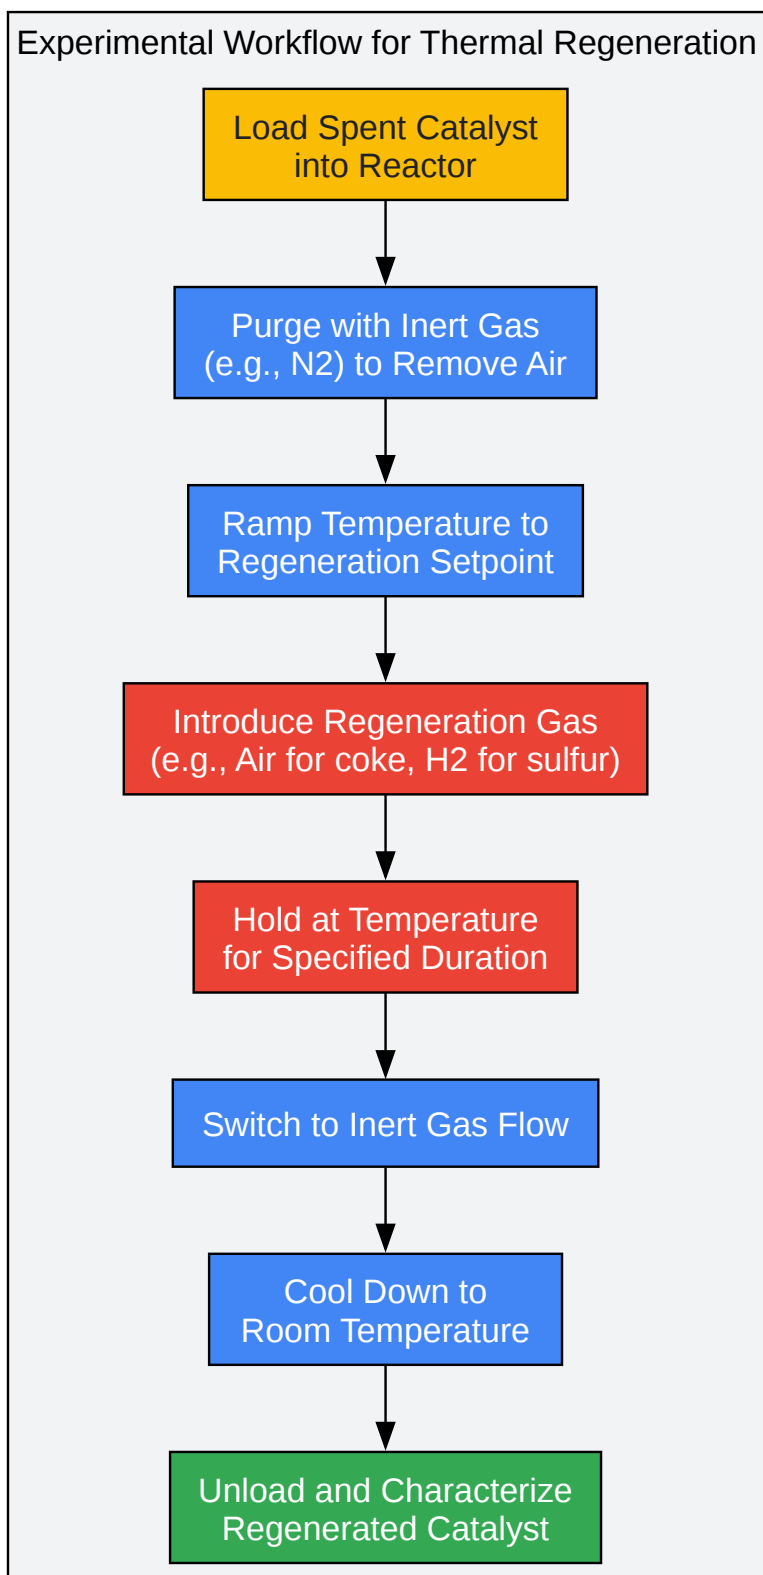 Experimental Workflow for Thermal Regeneration
Load Spent Catalyst
into Reactor
Purge with Inert Gas
(e.g., N2) to Remove Air
Ramp Temperature to
Regeneration Setpoint
Introduce Regeneration Gas
(e.g., Air for coke, H2 for sulfur)
Hold at Temperature
for Specified Duration
Switch to Inert Gas Flow
Cool Down to
Room Temperature
Unload and Characterize
Regenerated Catalyst